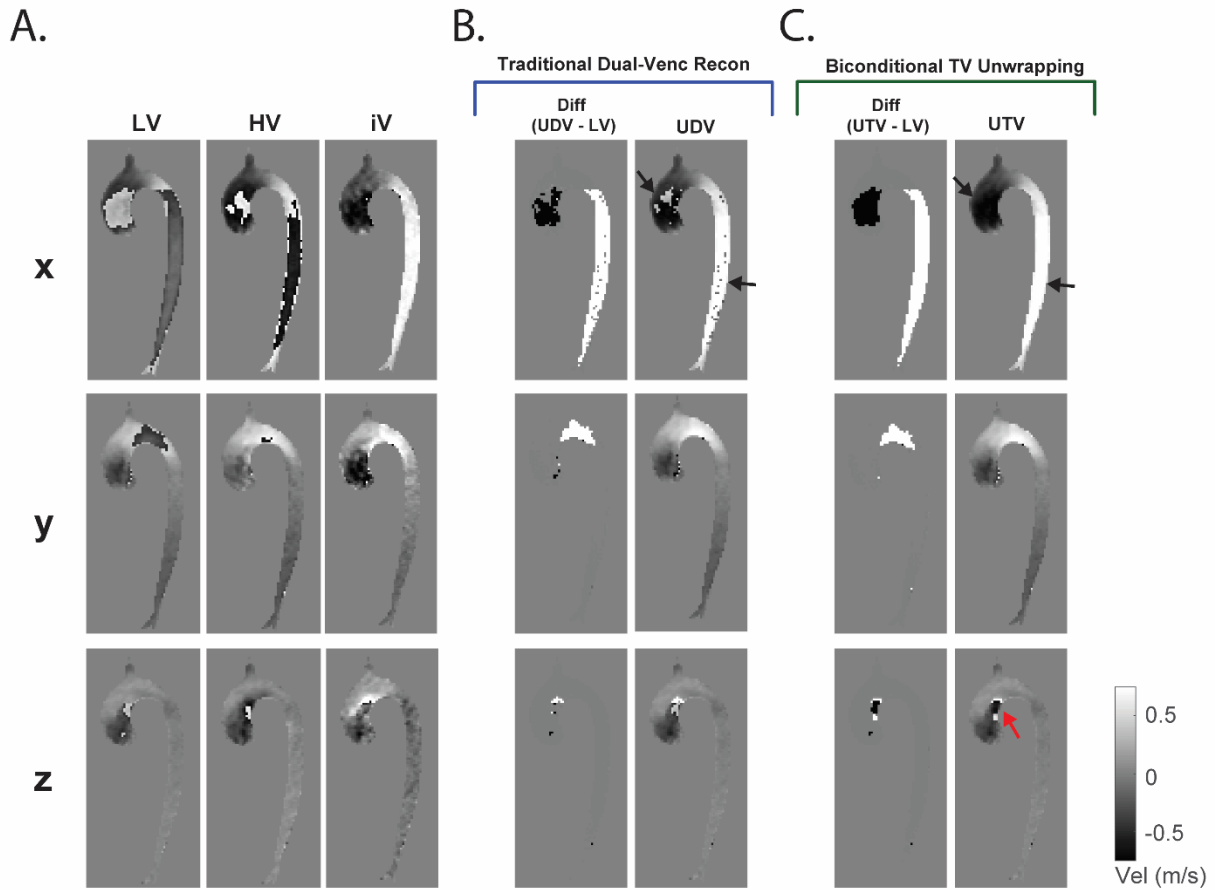 A.
B.
C.
Traditional Dual-Venc Recon
Biconditional TV Unwrapping
LV
HV
iV
Diff
(UDV - LV)
UDV
Diff
(UTV - LV)
UTV
x
y
z
0.5
0
-0.5
Vel (m/s)